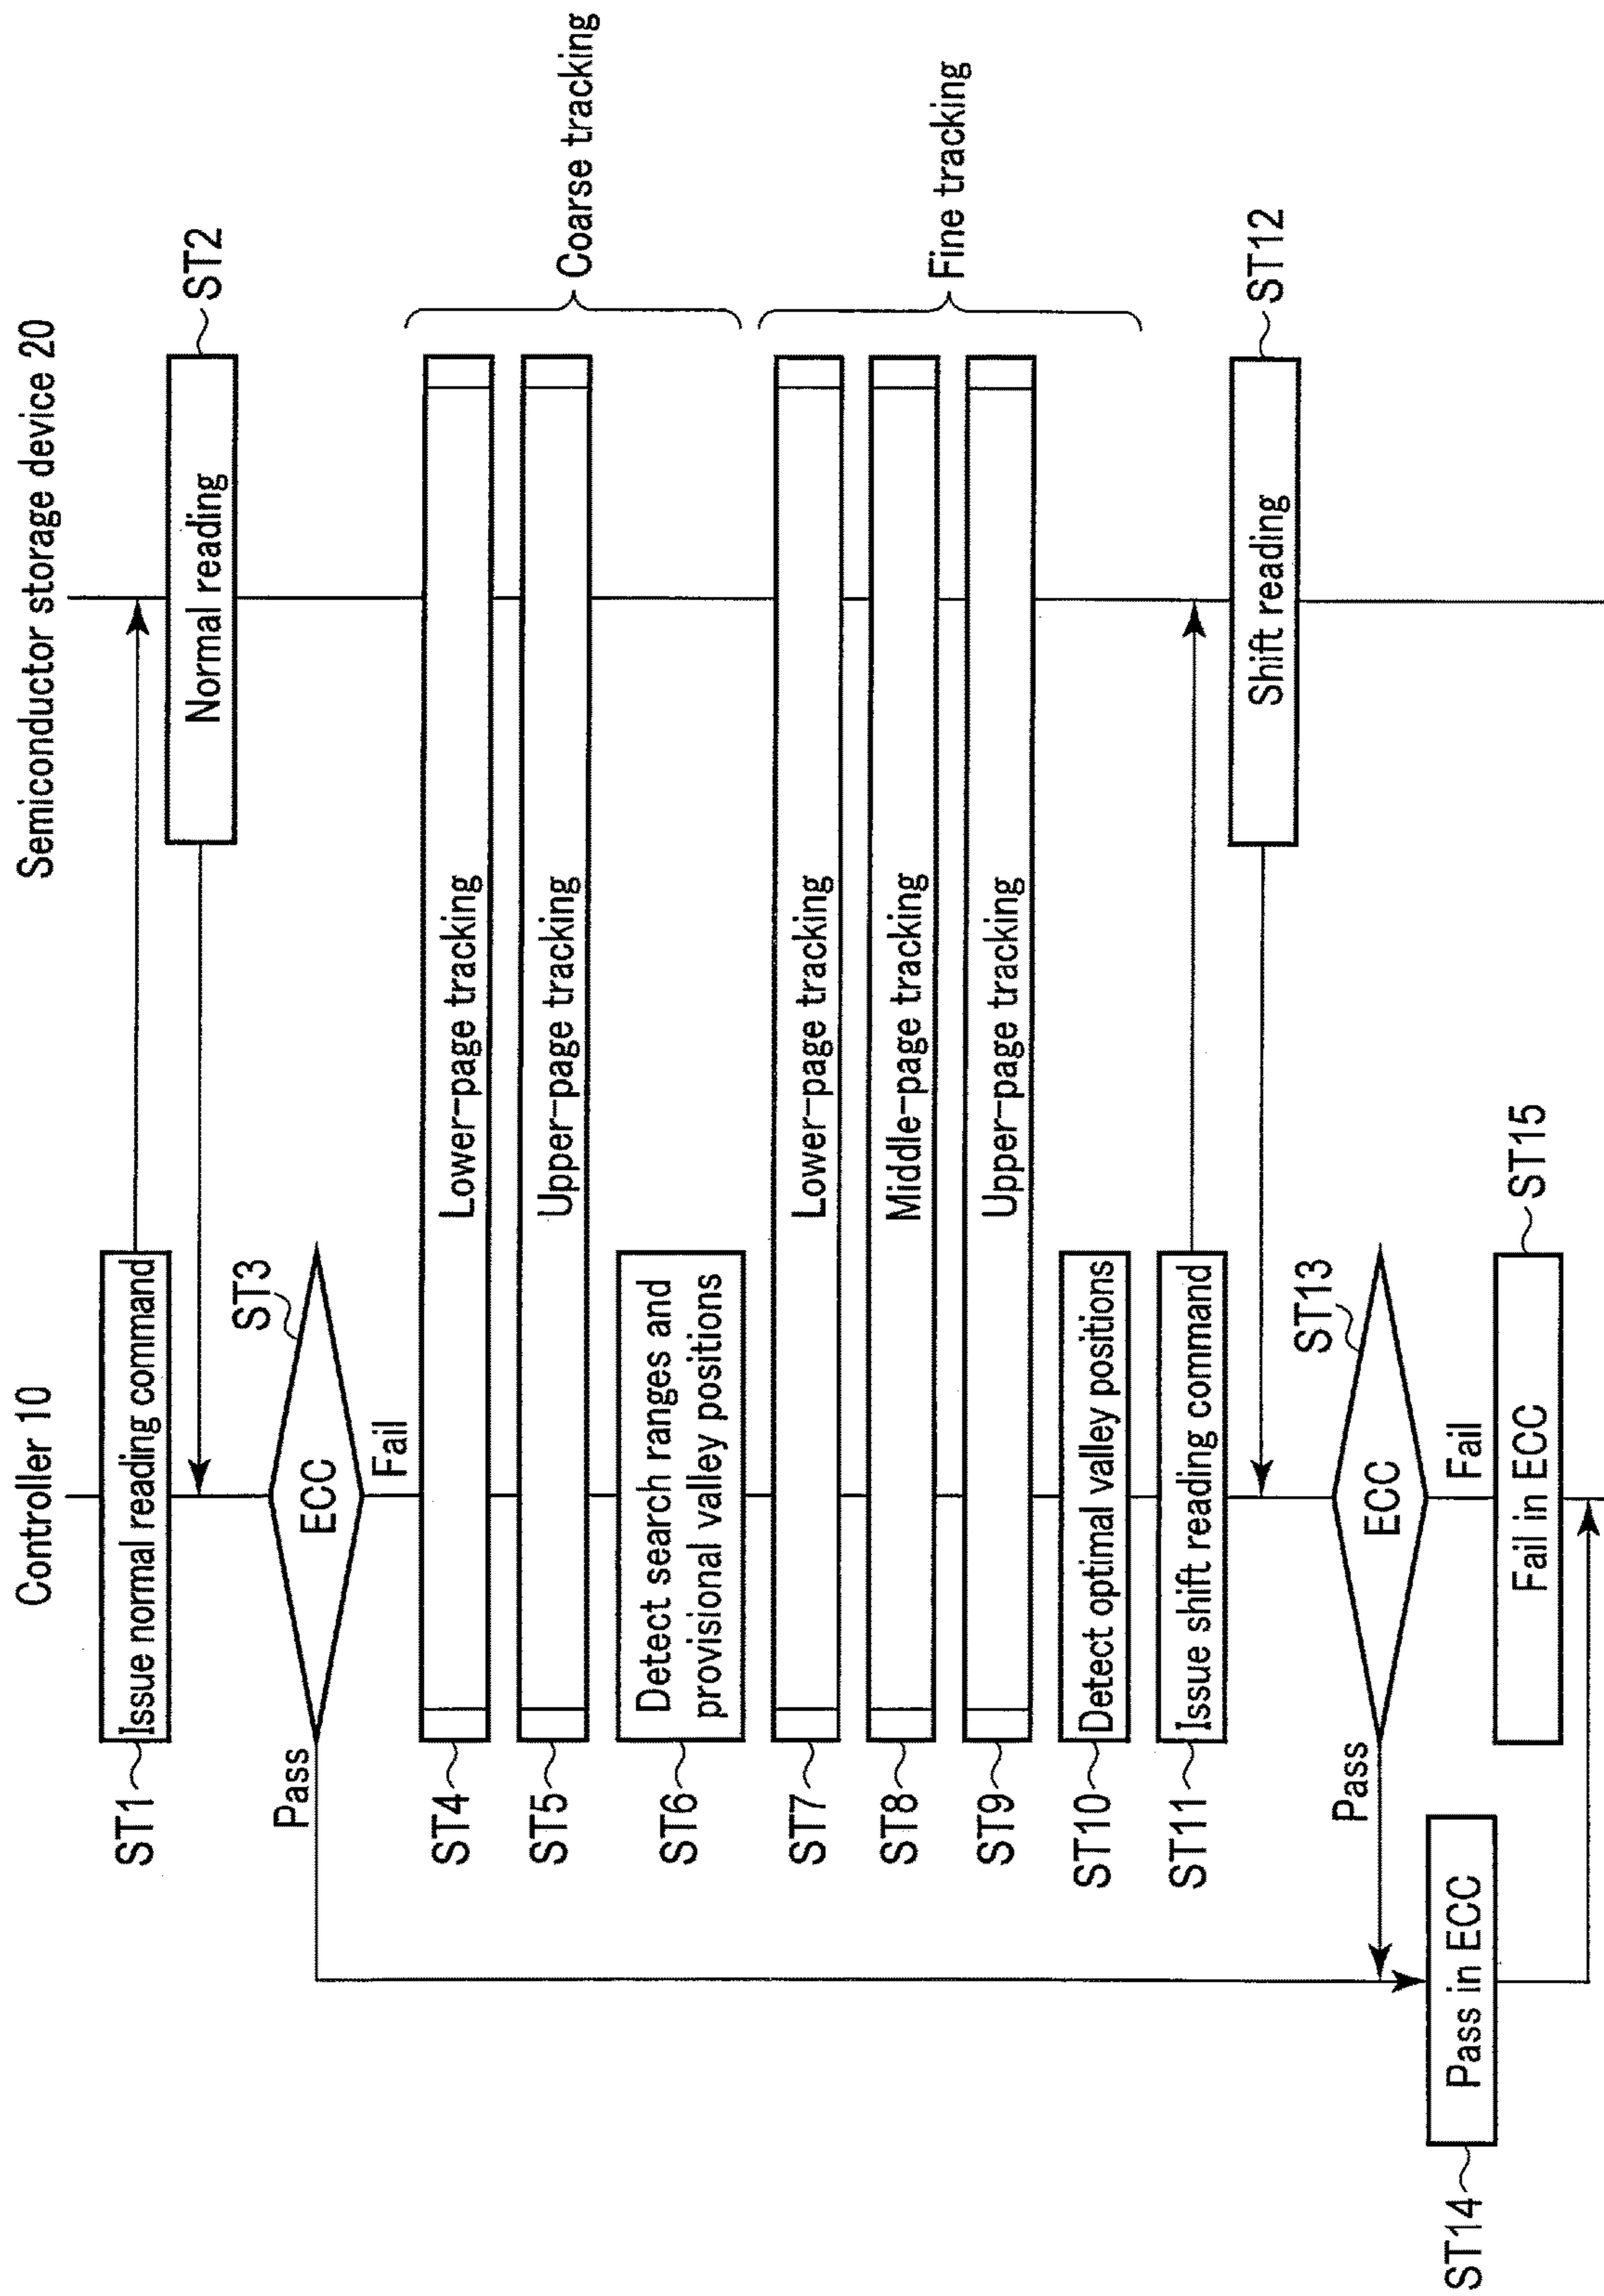 Controller 10
Semiconductor storage device 20
ST1
Issue normal reading command
Normal reading
ST2
ST3
ECC
Pass
Fail
ST4
Lower-page tracking
ST5
Upper-page tracking
Coarse tracking
ST6
Detect search ranges and
provisional valley positions
ST7
Lower-page tracking
ST8
Middle-page tracking
Fine tracking
ST9
Upper-page tracking
ST10
Detect optimal valley positions
ST11
Issue shift reading command
Shift reading
ST12
ST13
ECC
Pass
Fail
ST14
Pass in ECC
Fail in ECC
ST15